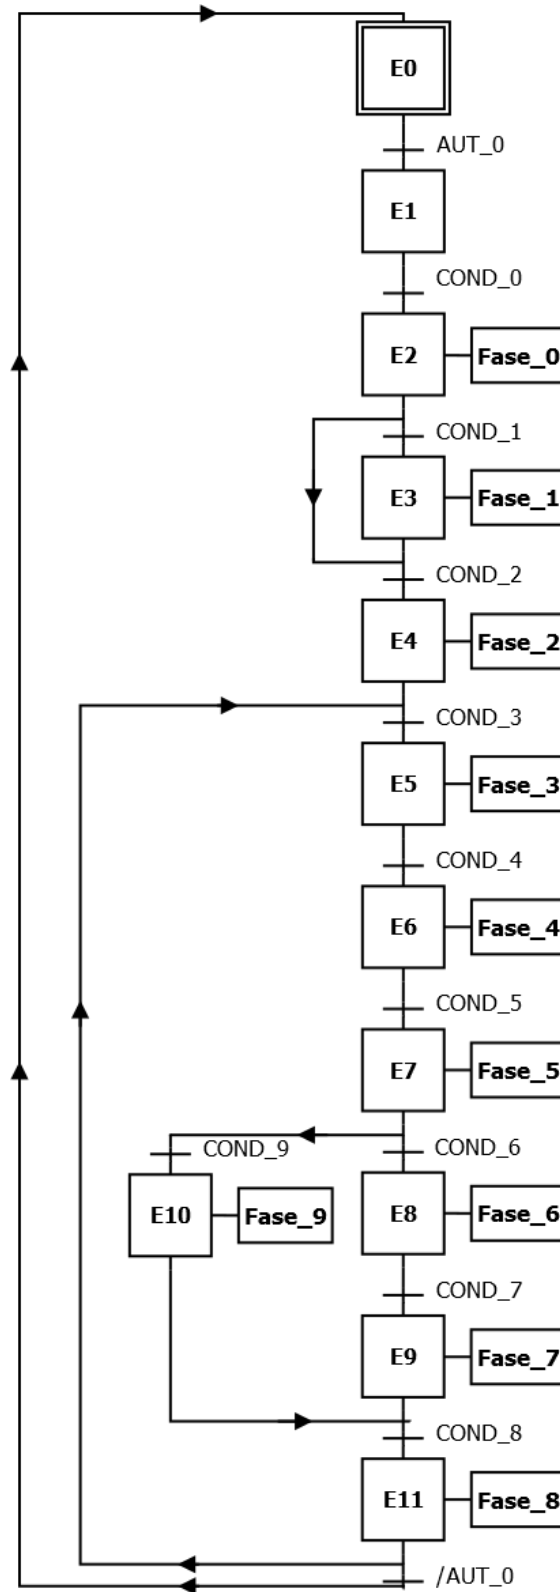 E0
AUT_0
E1
COND_0
E2 Fase_0
COND_1
E3 Fase_1
COND_2
E4 Fase_2
COND_3
E5 Fase_3
COND_4
E6 Fase_4
COND_5
E7 Fase_5
COND_9 COND_6
E10 Fase_9 E8 Fase_6
COND_7
E9 Fase_7
COND_8
E11 Fase_8
/AUT_0